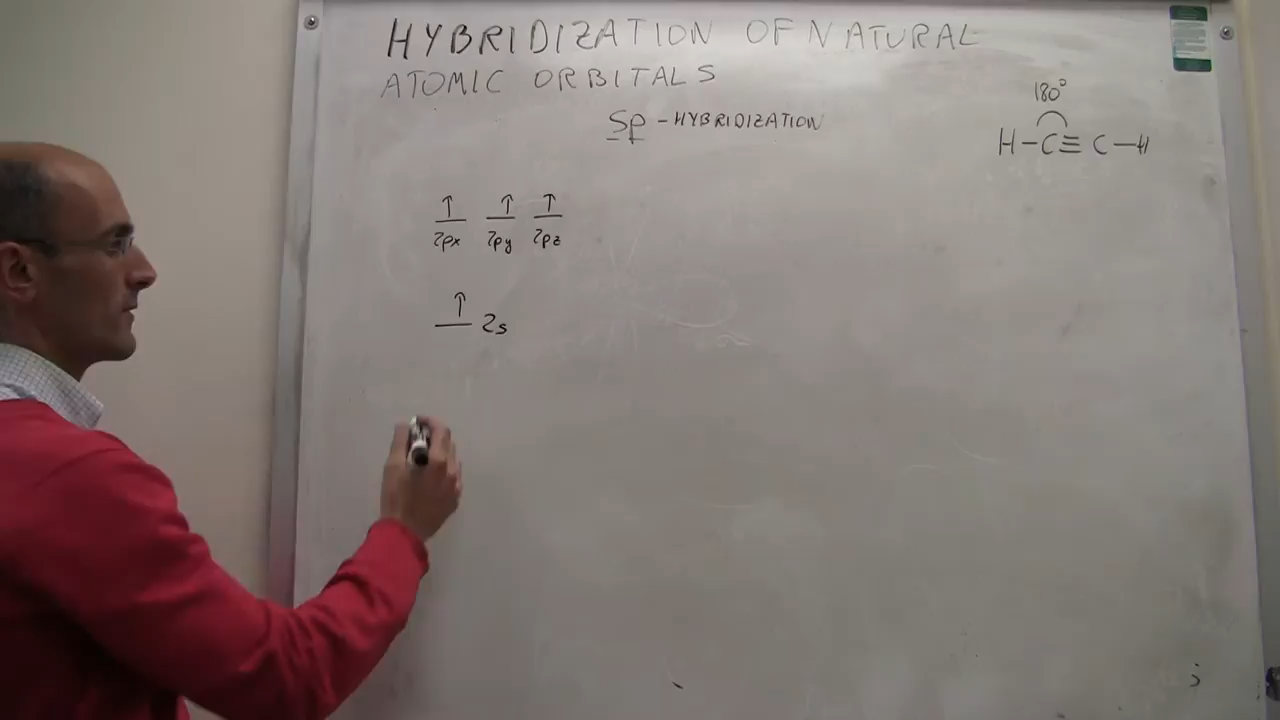 HYBRIDIZATION OF NATURAL
ATOMIC ORBITALS
Sp - HYBRIDIZATION
180°
H-C≡C-H
↑ ↑ ↑
2px 2py 2pz
↑ 2s